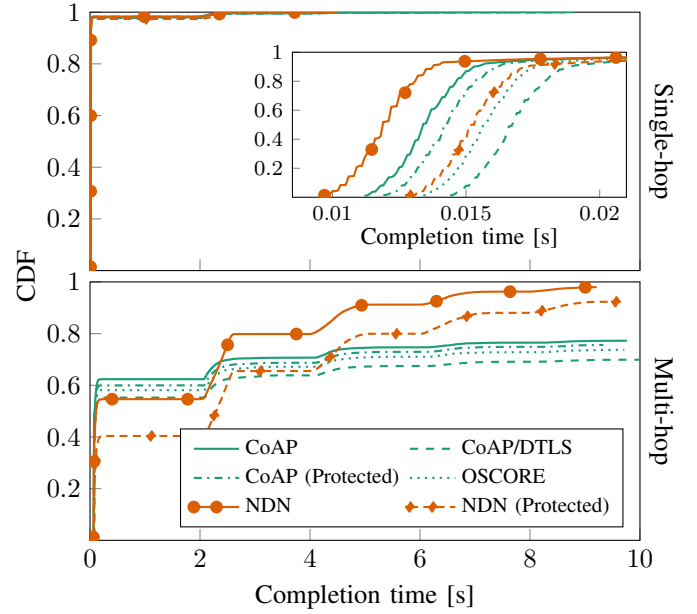 1
0.8
0.6
0.4
0.2
1
0.8
0.6
0.4
0.2
0.01
0.015
0.02
Completion time [s]
Single-hop
CDF
1
0.8
0.6
0.4
0.2
Multi-hop
CoAP
CoAP/DTLS
CoAP (Protected)
OSCORE
NDN
NDN (Protected)
0
2
4
6
8
10
Completion time [s]